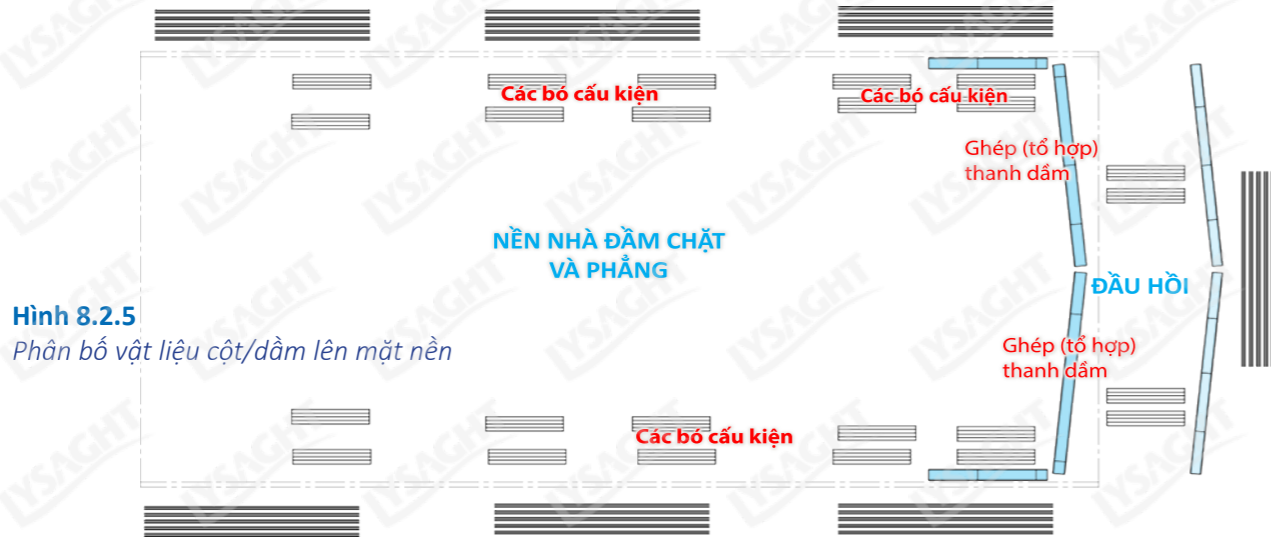 Các bó cấu kiện
Các bó cấu kiện
Ghép (tổ hợp)
thanh dầm
NỀN NHÀ ĐẦM CHẶT
VÀ PHẲNG
ĐẦU HỒI
Hình 8.2.5
Phân bố vật liệu cột/dầm lên mặt nền
Ghép (tổ hợp)
thanh dầm
Các bó cấu kiện
LYSAGHT